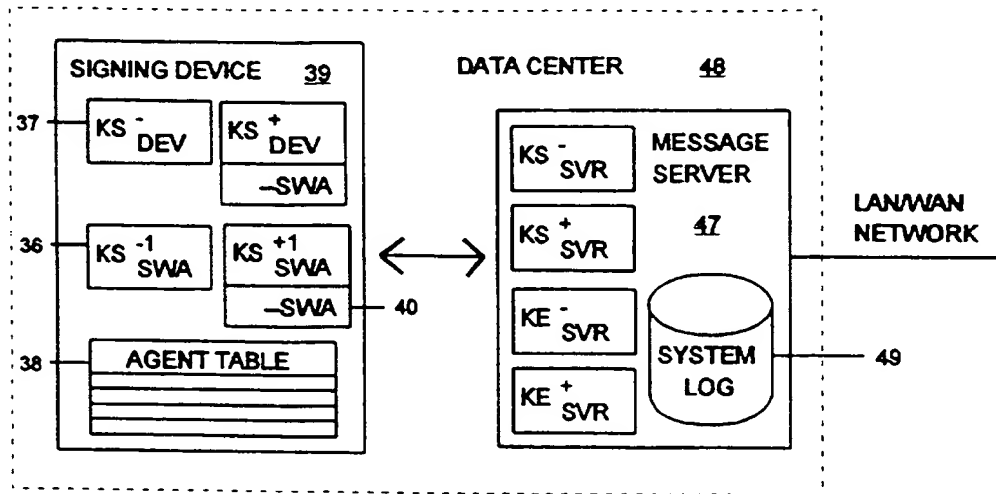 SIGNING DEVICE 39
DATA CENTER 48
37
KS - DEV
KS + DEV
–SWA
36
KS -1 SWA
KS +1 SWA
–SWA
40
38
AGENT TABLE
KS - SVR
KS + SVR
KE - SVR
KE + SVR
MESSAGE
SERVER
47
SYSTEM
LOG
49
LAN/WAN
NETWORK